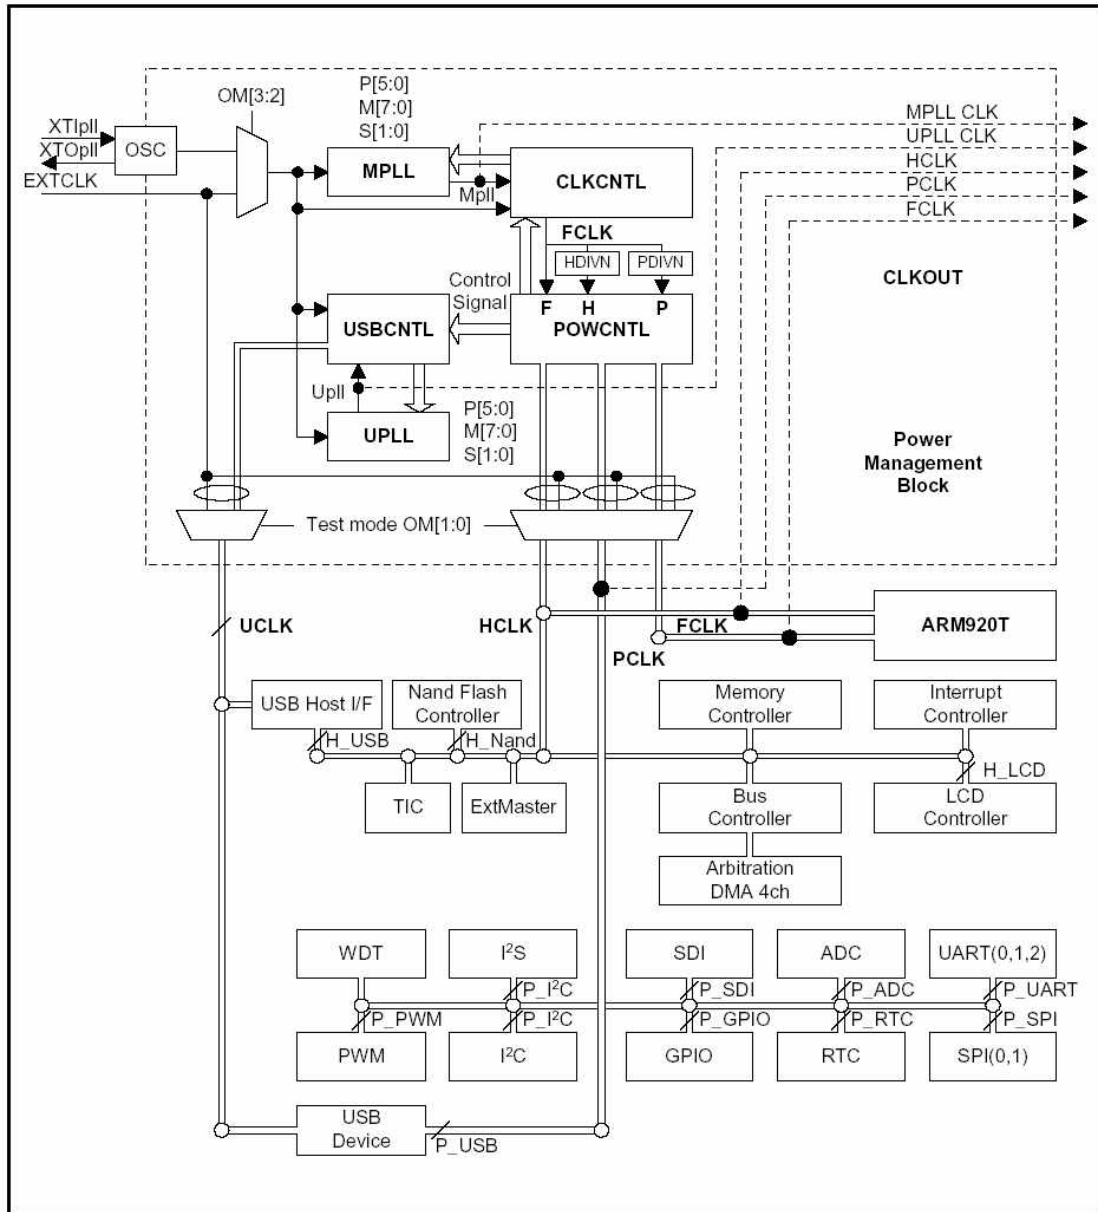 OM[3:2]
P[5:0]
M[7:0]
S[1:0]
XTIpll
XTOpll
EXTCLK
OSC
MPLL
Mpll
CLKCNTL
MPLL CLK
UPLL CLK
HCLK
PCLK
FCLK
FCLK
HDIVN
PDIVN
Control
Signal
F H P
POWCNTL
USBCNTL
CLKOUT
Upll
UPLL
P[5:0]
M[7:0]
S[1:0]
Power
Management
Block
Test mode OM[1:0]
UCLK
HCLK
FCLK
PCLK
ARM920T
USB Host I/F
Nand Flash
Controller
Memory
Controller
Interrupt
Controller
H_USB
H_Nand
H_LCD
TIC
ExtMaster
Bus
Controller
LCD
Controller
Arbitration
DMA 4ch
WDT
I²S
SDI
ADC
UART(0,1,2)
P_I²C
P_SDI
P_ADC
P_UART
P_PWM
P_I²C
P_GPIO
P_RTC
P_SPI
PWM
I²C
GPIO
RTC
SPI(0,1)
USB
Device
P_USB